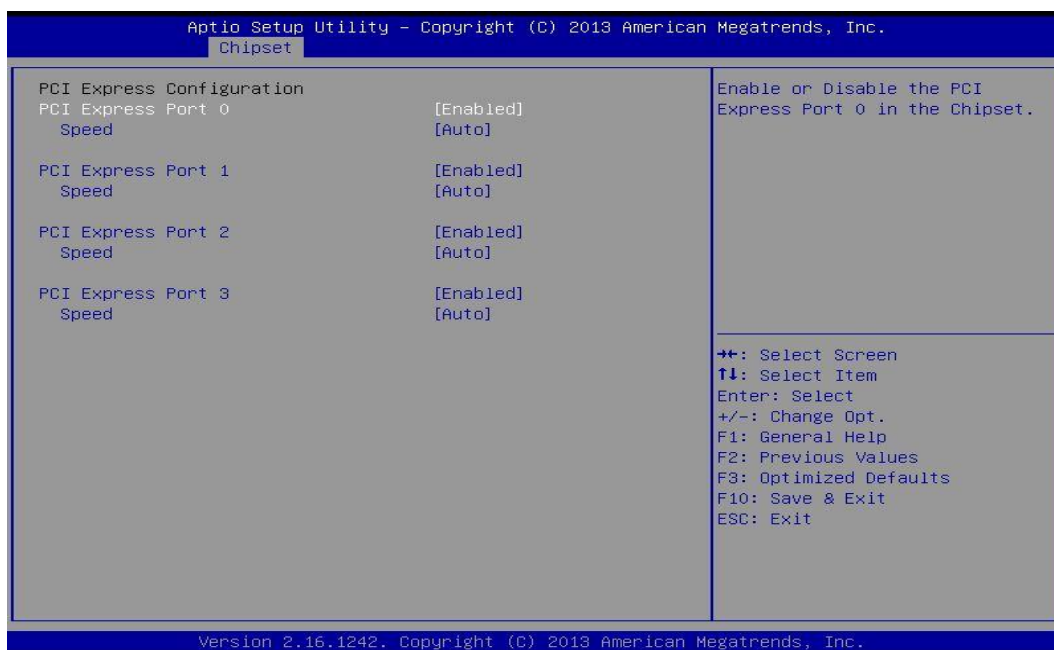 Aptio Setup Utility – Copyright (C) 2013 American Megatrends, Inc.
Chipset
PCI Express Configuration
PCI Express Port 0 [Enabled]
Speed [Auto]
PCI Express Port 1 [Enabled]
Speed [Auto]
PCI Express Port 2 [Enabled]
Speed [Auto]
PCI Express Port 3 [Enabled]
Speed [Auto]
Enable or Disable the PCI
Express Port 0 in the Chipset.
→←: Select Screen
↑↓: Select Item
Enter: Select
+/-: Change Opt.
F1: General Help
F2: Previous Values
F3: Optimized Defaults
F10: Save & Exit
ESC: Exit
Version 2.16.1242. Copyright (C) 2013 American Megatrends, Inc.